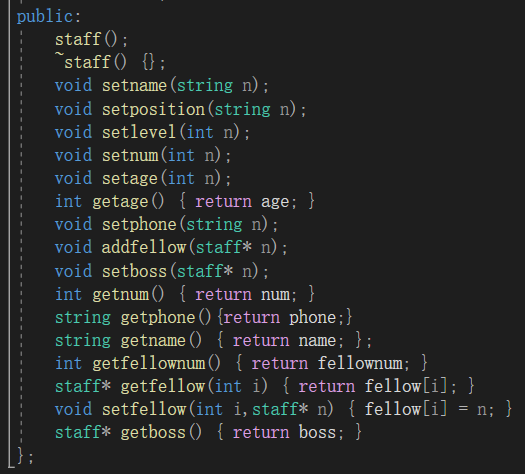 public:
staff();
~staff() {};
void setname(string n);
void setposition(string n);
void setlevel(int n);
void setnum(int n);
void setage(int n);
int getage() { return age; }
void setphone(string n);
void addfellow(staff* n);
void setboss(staff* n);
int getnum() { return num; }
string getphone(){return phone;}
string getname() { return name; };
int getfellownum() { return fellownum; }
staff* getfellow(int i) { return fellow[i]; }
void setfellow(int i,staff* n) { fellow[i] = n; }
staff* getboss() { return boss; }
};